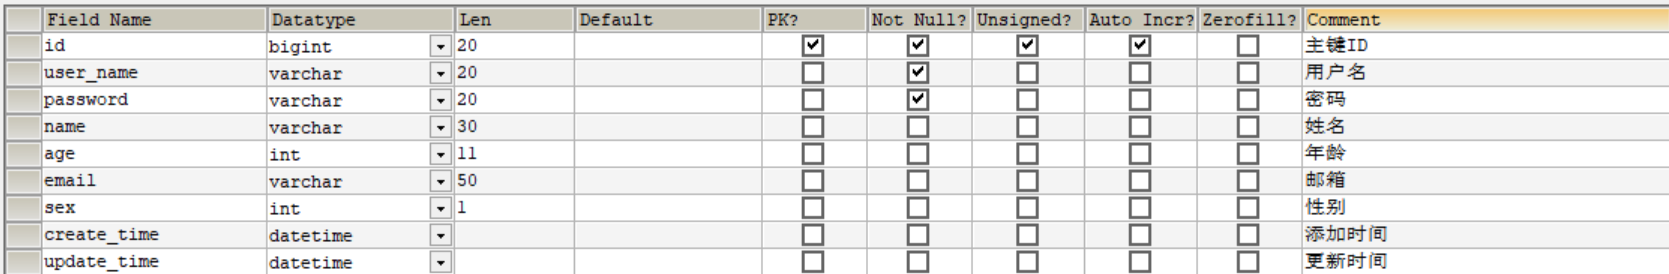 Field Name Datatype Len Default PK? Not Null? Unsigned? Auto Incr? Zerofill? Comment
id bigint 20 主键ID
user_name varchar 20 用户名
password varchar 20 密码
name varchar 30 姓名
age int 11 年龄
email varchar 50 邮箱
sex int 1 性别
create_time datetime 添加时间
update_time datetime 更新时间